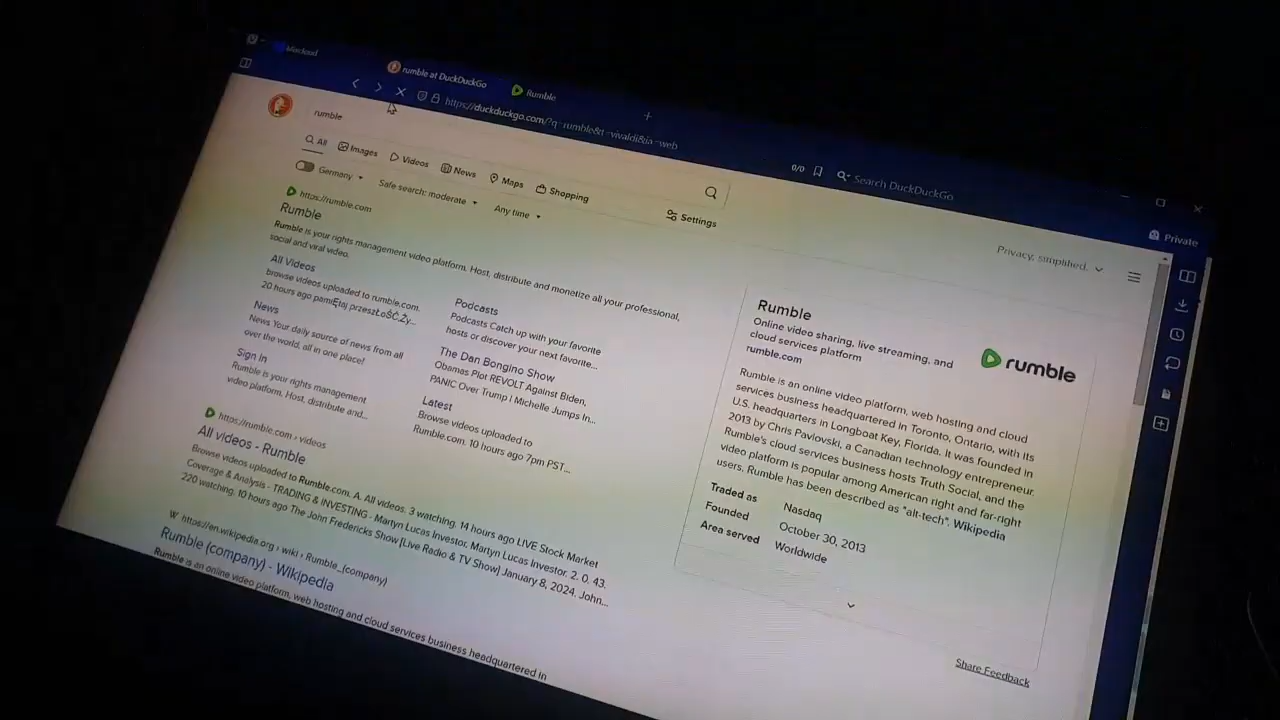 rumble at DuckDuckGo
Rumble
https://duckduckgo.com/?q=rumble&t=vivaldi&ia=web
0/0
Search DuckDuckGo
Private
rumble
All
Images
Videos
News
Maps
Shopping
Settings
Germany
Safe search: moderate
Any time
Privacy, simplified.
https://rumble.com
Rumble
Rumble is your rights management video platform. Host, distribute and monetize all your professional,
social and viral video.
All Videos
browse videos uploaded to rumble.com.
20 hours ago
News
News Your daily source of news from all
over the world, all in one place!
Sign In
Rumble is your rights management
video platform. Host, distribute and...
Podcasts
Podcasts Catch up with your favorite
hosts or discover your next favorite...
The Dan Bongino Show
Obamas Plot REVOLT Against Biden,
PANIC Over Trump | Michelle Jumps In...
Latest
Browse videos uploaded to
Rumble.com. 10 hours ago 7pm PST...
https://rumble.com › videos
All videos - Rumble
Browse videos uploaded to Rumble.com. A. All videos. 3 watching. 14 hours ago LIVE Stock Market
Coverage & Analysis - TRADING & INVESTING - Martyn Lucas Investor. Martyn Lucas Investor. 2. 0. 43.
220 watching. 10 hours ago The John Fredericks Show [Live Radio & TV Show] January 8, 2024. John...
W https://en.wikipedia.org › wiki › Rumble_(company)
Rumble (company) - Wikipedia
Rumble is an online video platform, web hosting and cloud services business headquartered in
Rumble
Online video sharing, live streaming, and
cloud services platform
rumble.com
rumble
Rumble is an online video platform, web hosting and cloud
services business headquartered in Toronto, Ontario, with its
U.S. headquarters in Longboat Key, Florida. It was founded in
2013 by Chris Pavlovski, a Canadian technology entrepreneur.
Rumble's cloud services business hosts Truth Social, and the
video platform is popular among American right and far-right
users. Rumble has been described as "alt-tech". Wikipedia
Traded as Nasdaq
Founded October 30, 2013
Area served Worldwide
Share Feedback